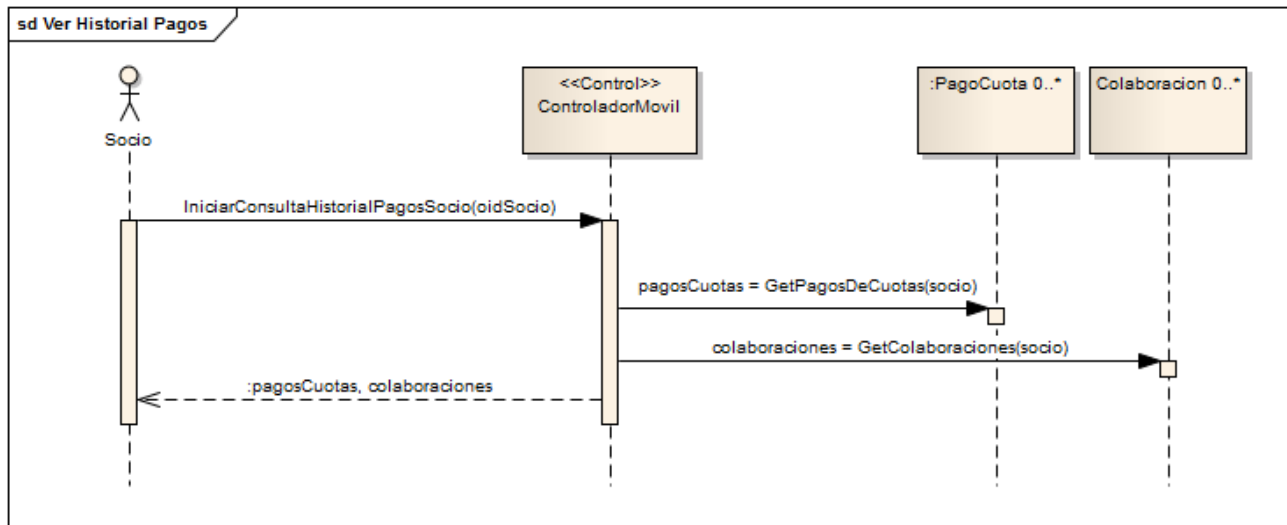 sd Ver Historial Pagos
Socio
<<Control>>
ControladorMovil
:PagoCuota 0..*
Colaboracion 0..*
IniciarConsultaHistorialPagosSocio(oidSocio)
pagosCuotas = GetPagosDeCuotas(socio)
colaboraciones = GetColaboraciones(socio)
:pagosCuotas, colaboraciones